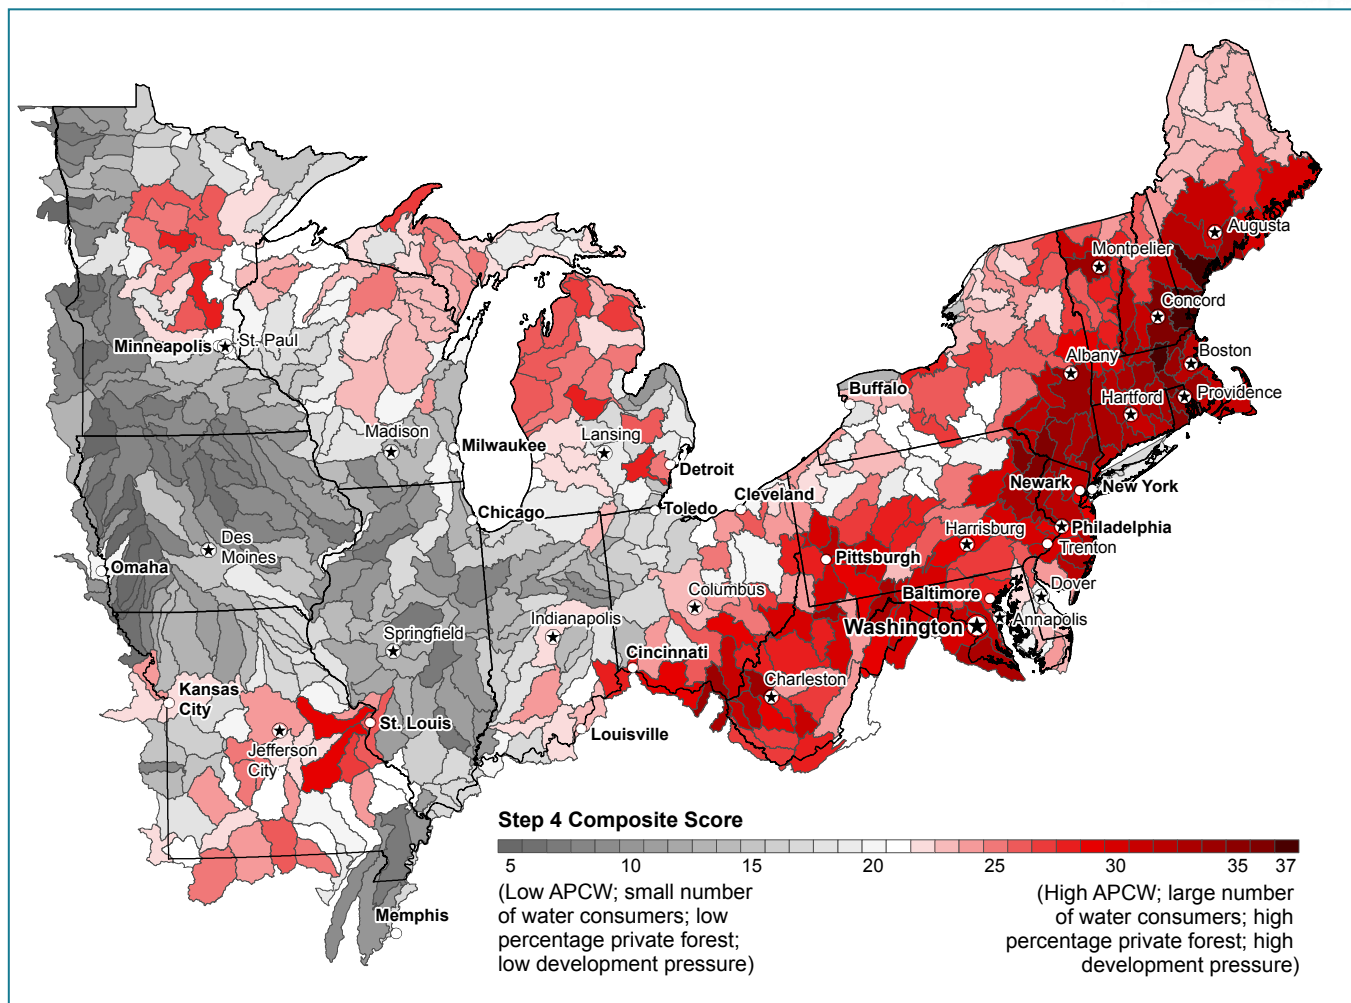 Augusta
Montpelier
Concord
Boston
Albany
Providence
Hartford
Buffalo
Minneapolis
St. Paul
Madison
Milwaukee
Lansing
Detroit
Newark
New York
Cleveland
Toledo
Chicago
Harrisburg
Philadelphia
Trenton
Des
Moines
Omaha
Pittsburgh
Dover
Baltimore
Columbus
Annapolis
Indianapolis
Washington
Springfield
Cincinnati
Charleston
Kansas
City
St. Louis
Louisville
Jefferson
City
Memphis
Step 4 Composite Score
5 10 15 20 25 30 35 37
(Low APCW; small number
of water consumers; low
percentage private forest;
low development pressure)
(High APCW; large number
of water consumers; high
percentage private forest; high
development pressure)